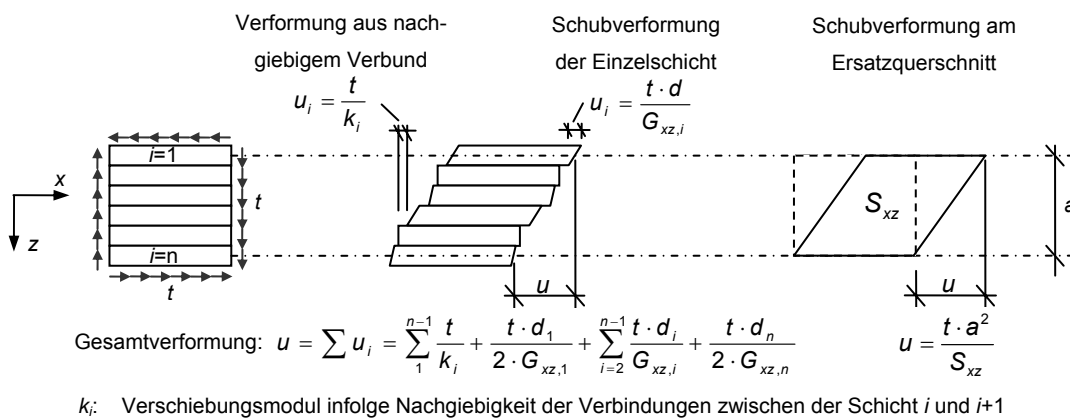 Verformung aus nach-
giebigem Verbund
u_i = t / k_i
Schubverformung
der Einzelschicht
u_i = t · d / G_xz,i
Schubverformung am
Ersatzquerschnitt
i=1
x
z
t
i=n
t
u
S_xz
a
u
Gesamtverformung: u = ∑ u_i = ∑_{1}^{n−1} t / k_i + t · d_1 / (2 · G_xz,1) + ∑_{i=2}^{n−1} t · d_i / G_xz,i + t · d_n / (2 · G_xz,n)
u = t · a² / S_xz
k_i: Verschiebungsmodul infolge Nachgiebigkeit der Verbindungen zwischen der Schicht i und i+1